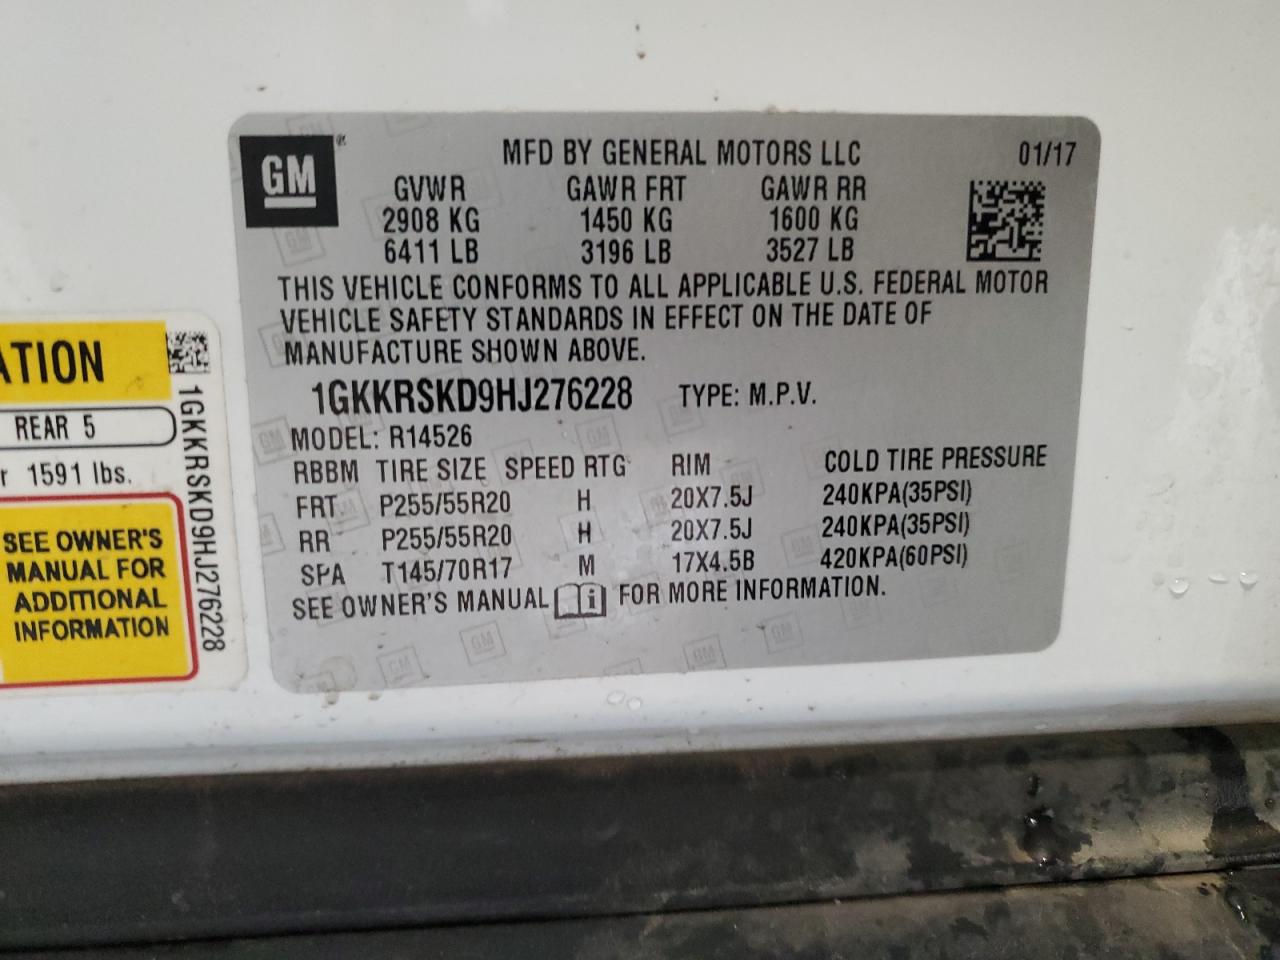 GM
MFD BY GENERAL MOTORS LLC 01/17
GVWR GAWR FRT GAWR RR
2908 KG 1450 KG 1600 KG
6411 LB 3196 LB 3527 LB
THIS VEHICLE CONFORMS TO ALL APPLICABLE U.S. FEDERAL MOTOR
VEHICLE SAFETY STANDARDS IN EFFECT ON THE DATE OF
MANUFACTURE SHOWN ABOVE.
1GKKRSKD9HJ276228 TYPE: M.P.V.
MODEL: R14526
RBBM TIRE SIZE SPEED RTG RIM COLD TIRE PRESSURE
FRT P255/55R20 H 20X7.5J 240KPA(35PSI)
RR P255/55R20 H 20X7.5J 240KPA(35PSI)
SPA T145/70R17 M 17X4.5B 420KPA(60PSI)
SEE OWNER'S MANUAL i FOR MORE INFORMATION.
ATION
REAR 5
r 1591 lbs.
SEE OWNER'S
MANUAL FOR
ADDITIONAL
INFORMATION
1GKKRSKD9HJ276228